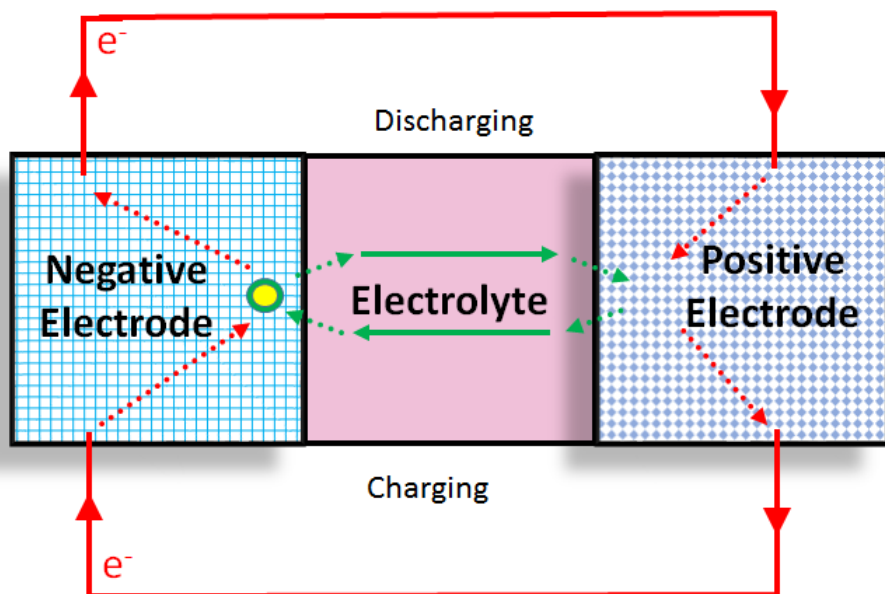 e-
Discharging
Negative
Electrode
Electrolyte
Positive
Electrode
Charging
e-